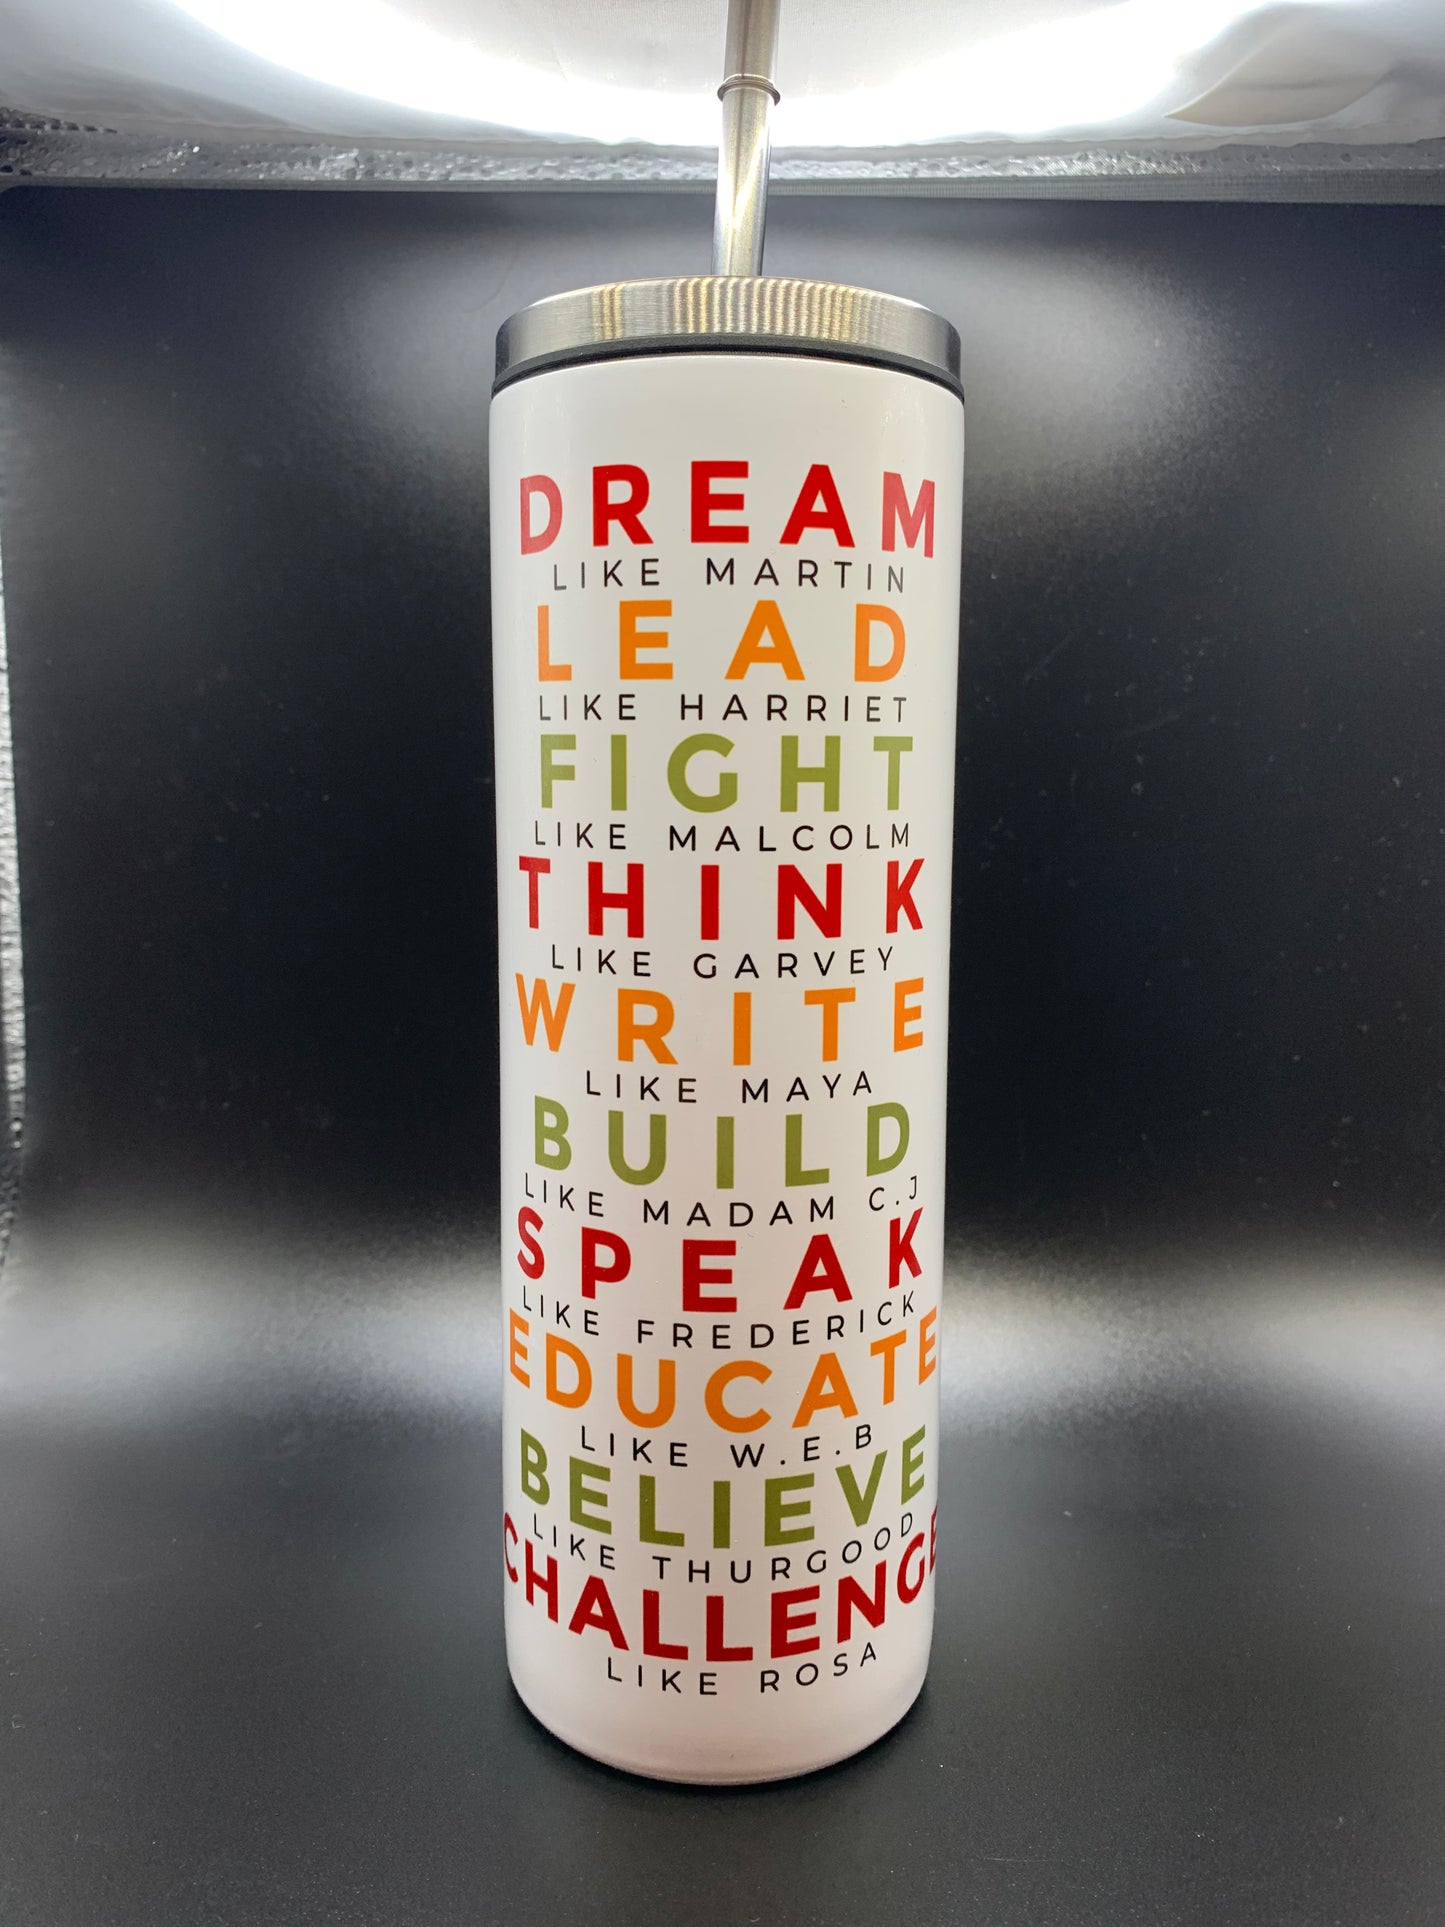 DREAM
LIKE MARTIN
LEAD
LIKE HARRIET
FIGHT
LIKE MALCOLM
THINK
LIKE GARVEY
WRITE
LIKE MAYA
BUILD
LIKE MADAM C.J
SPEAK
LIKE FREDERICK
EDUCATE
LIKE W.E.B
BELIEVE
LIKE THURGOOD
CHALLENGE
LIKE ROSA